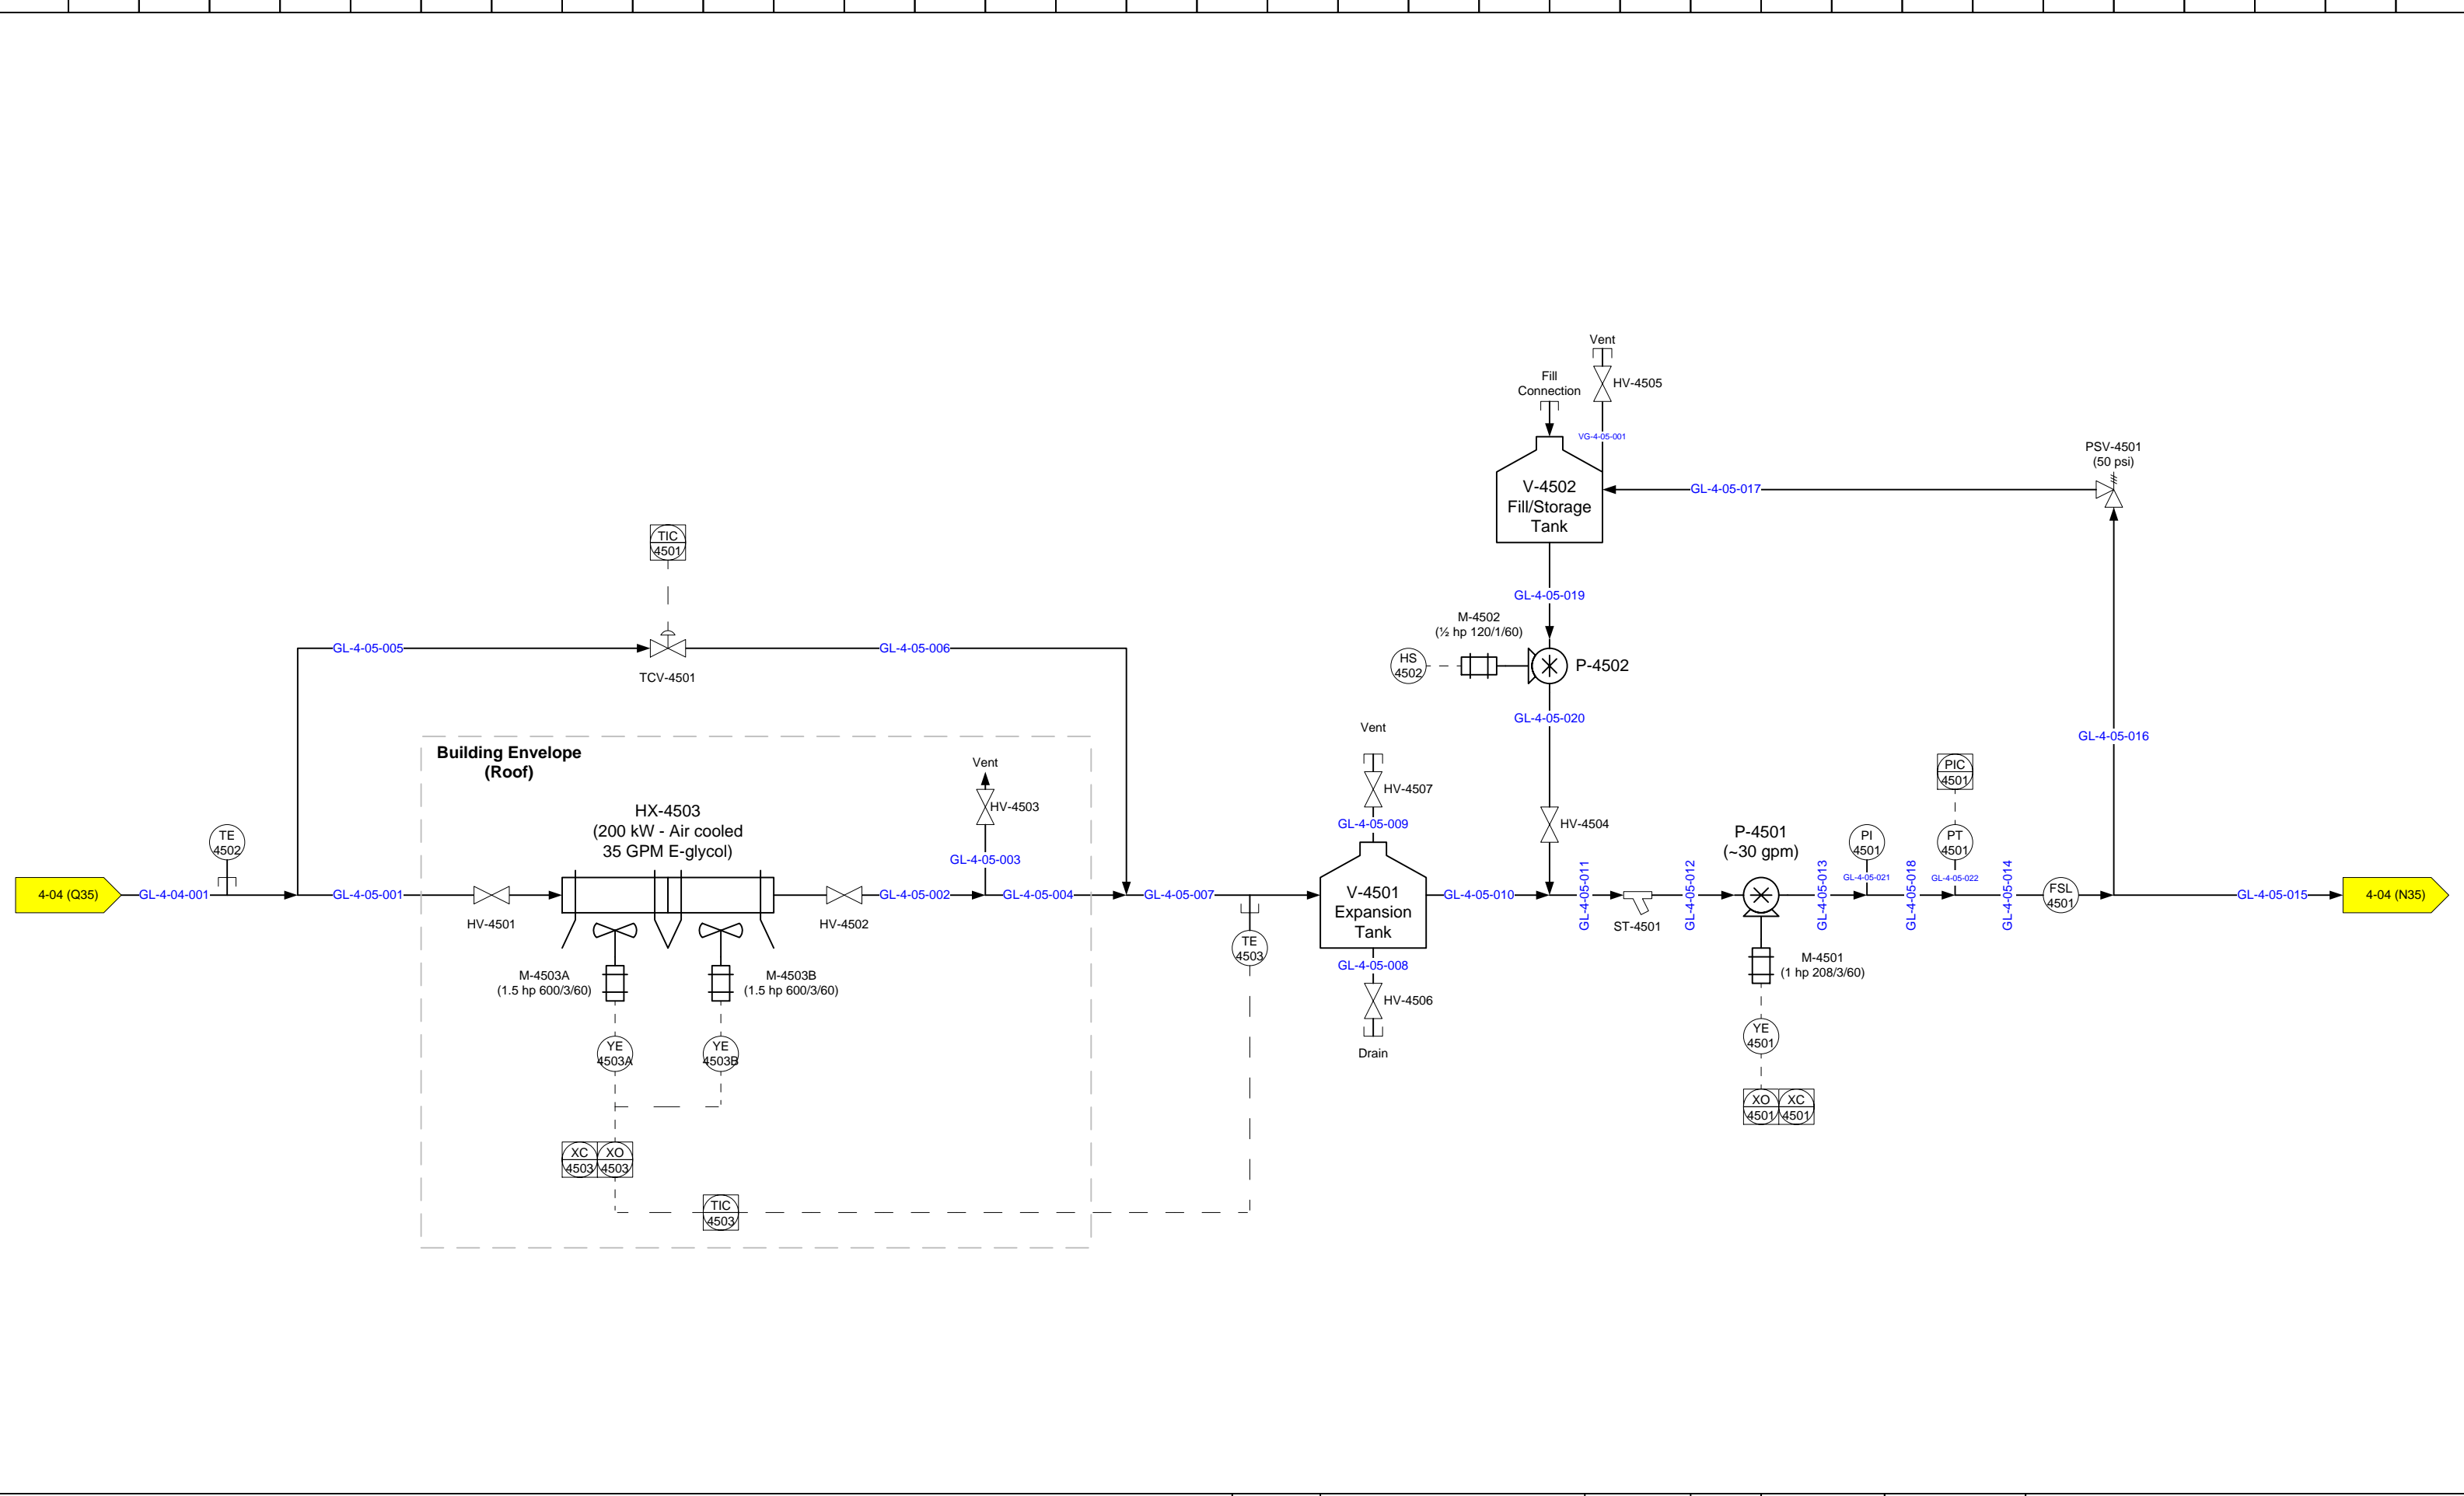 Vent
HV-4505
Fill
Connection
VG-4-05-001
PSV-4501
(50 psi)
V-4502
Fill/Storage
Tank
GL-4-05-017
TIC
4501
GL-4-05-019
M-4502
(½ hp 120/1/60)
HS
4502
P-4502
GL-4-05-005
GL-4-05-006
TCV-4501
GL-4-05-020
GL-4-05-016
Building Envelope
(Roof)
Vent
Vent
HV-4503
HV-4507
PIC
4501
HX-4503
(200 kW - Air cooled
35 GPM E-glycol)
GL-4-05-009
HV-4504
TE
4502
P-4501
(~30 gpm)
PI
4501
PT
4501
GL-4-05-003
GL-4-05-021
GL-4-05-022
4-04 (Q35)
GL-4-04-001
GL-4-05-001
HV-4501
HV-4502
GL-4-05-002
GL-4-05-004
GL-4-05-007
V-4501
Expansion
Tank
GL-4-05-010
GL-4-05-011
ST-4501
GL-4-05-012
GL-4-05-013
GL-4-05-018
GL-4-05-014
FSL
4501
GL-4-05-015
4-04 (N35)
TE
4503
M-4503A
(1.5 hp 600/3/60)
M-4503B
(1.5 hp 600/3/60)
GL-4-05-008
M-4501
(1 hp 208/3/60)
HV-4506
Drain
YE
4503A
YE
4503B
YE
4501
XO
4501
XC
4501
XC
4503
XO
4503
TIC
4503